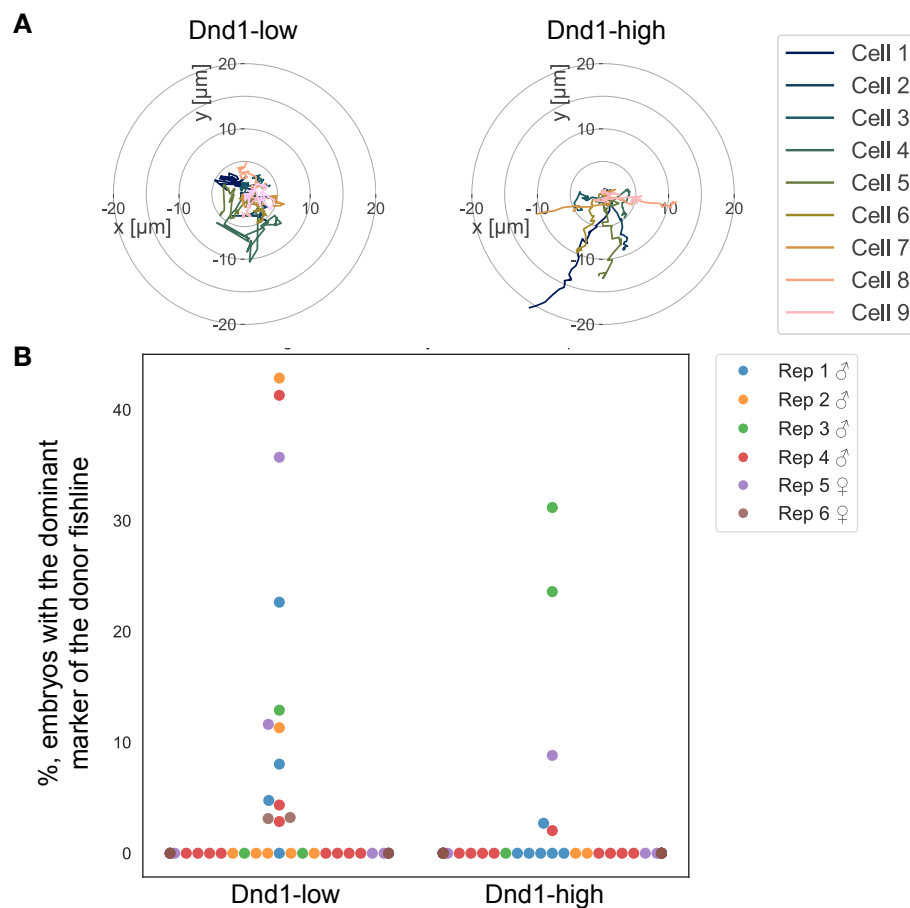 A
Dnd1-low
Dnd1-high
20
y [µm]
10
-20
-10
x [µm]
10
20
-10
-20
20
y [µm]
10
-20
-10
x [µm]
10
20
-10
-20
Cell 1
Cell 2
Cell 3
Cell 4
Cell 5
Cell 6
Cell 7
Cell 8
Cell 9
B
%, embryos with the dominant
marker of the donor fishline
40
30
20
10
0
Dnd1-low
Dnd1-high
Rep 1 ♂
Rep 2 ♂
Rep 3 ♂
Rep 4 ♂
Rep 5 ♀
Rep 6 ♀